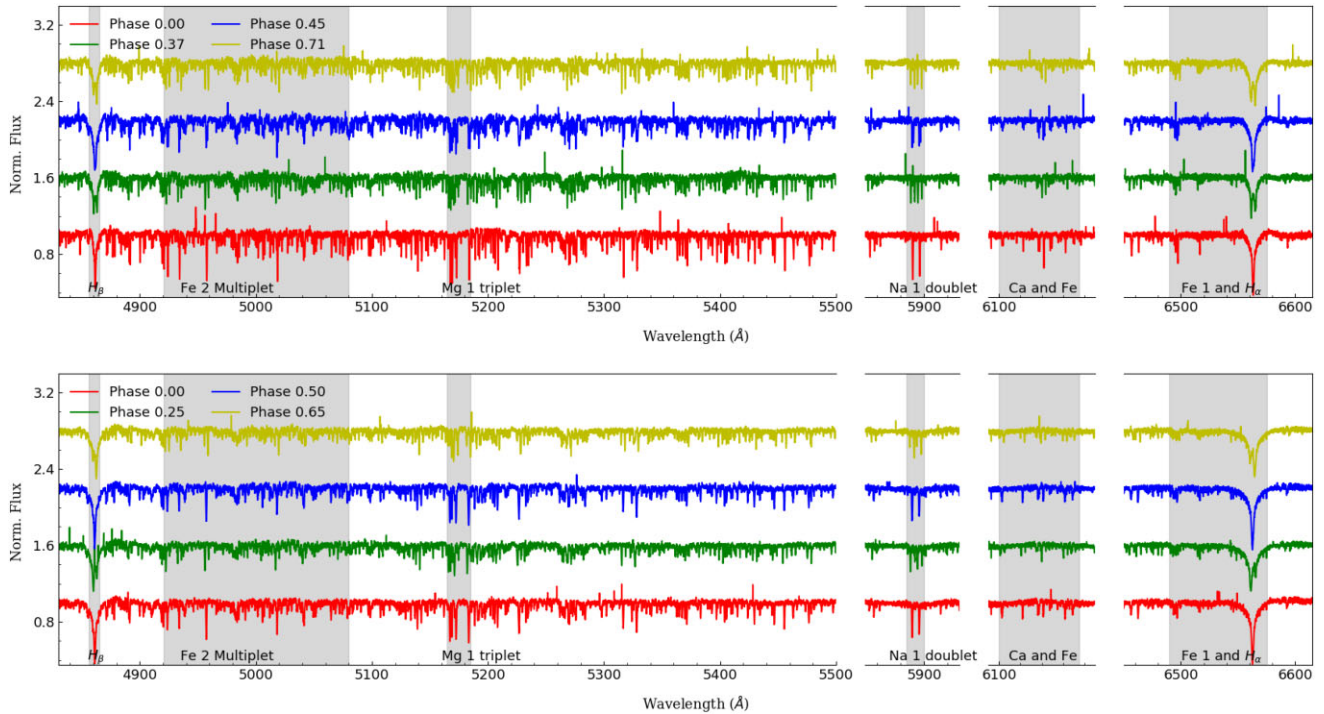 Phase 0.00 Phase 0.45
Phase 0.37 Phase 0.71
3.2
2.4
1.6
0.8
Norm. Flux
Hβ Fe 2 Multiplet Mg 1 triplet Na 1 doublet Ca and Fe Fe 1 and Hα
4900 5000 5100 5200 5300 5400 5500 5900 6100 6500 6600
Wavelength (Å)
Phase 0.00 Phase 0.50
Phase 0.25 Phase 0.65
3.2
2.4
1.6
0.8
Norm. Flux
Hβ Fe 2 Multiplet Mg 1 triplet Na 1 doublet Ca and Fe Fe 1 and Hα
4900 5000 5100 5200 5300 5400 5500 5900 6100 6500 6600
Wavelength (Å)